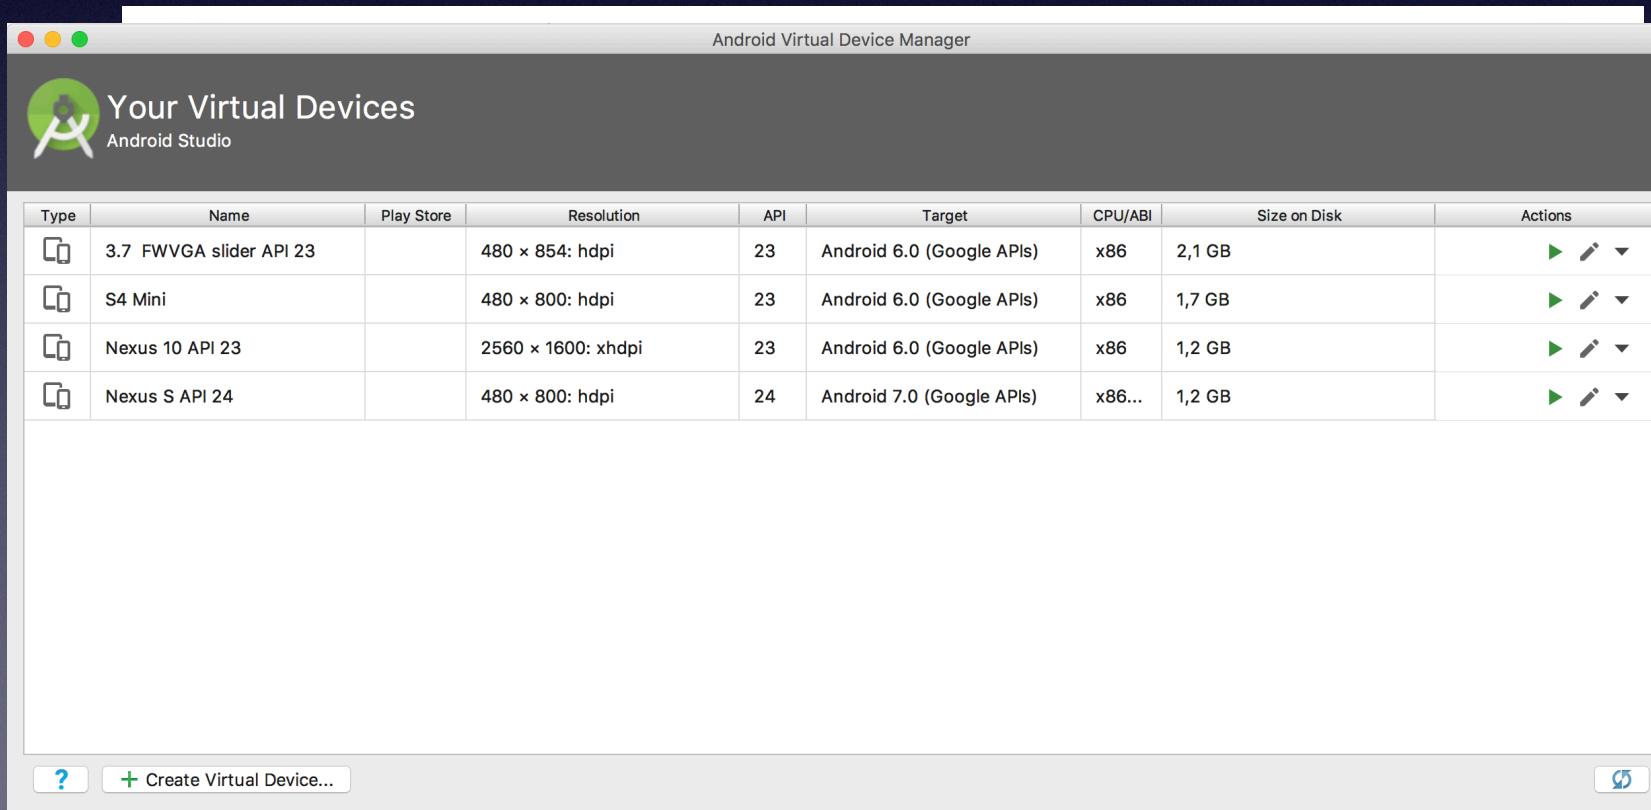 Android Virtual Device Manager
Your Virtual Devices
Android Studio
Type Name Play Store Resolution API Target CPU/ABI Size on Disk Actions
3.7  FWVGA slider API 23 480 × 854: hdpi 23 Android 6.0 (Google APIs) x86 2,1 GB
S4 Mini 480 × 800: hdpi 23 Android 6.0 (Google APIs) x86 1,7 GB
Nexus 10 API 23 2560 × 1600: xhdpi 23 Android 6.0 (Google APIs) x86 1,2 GB
Nexus S API 24 480 × 800: hdpi 24 Android 7.0 (Google APIs) x86... 1,2 GB
? + Create Virtual Device...